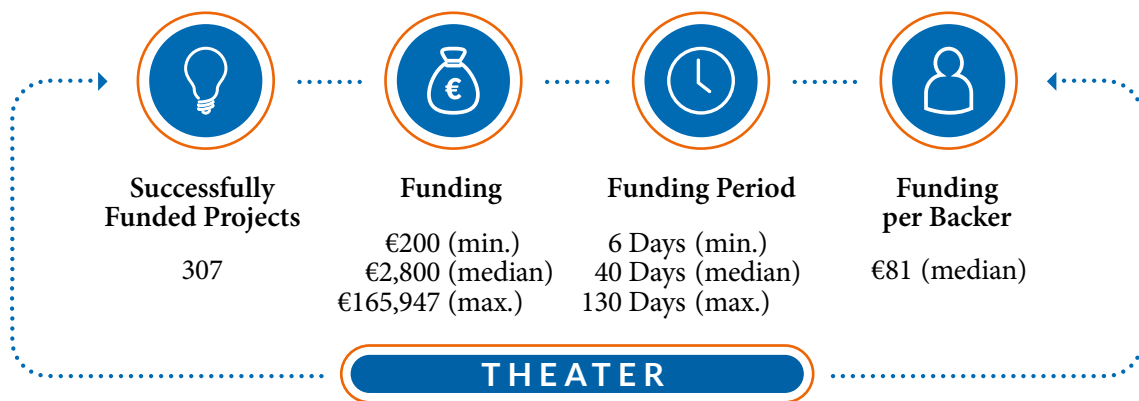 €
Successfully
Funded Projects
307
Funding
€200 (min.)
€2,800 (median)
€165,947 (max.)
Funding Period
6 Days (min.)
40 Days (median)
130 Days (max.)
Funding
per Backer
€81 (median)
THEATER